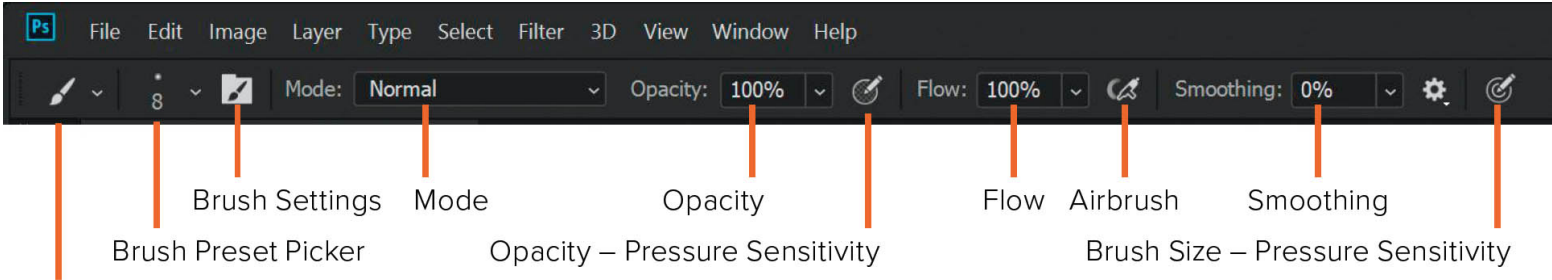 Ps File Edit Image Layer Type Select Filter 3D View Window Help
8 Mode: Normal Opacity: 100% Flow: 100% Smoothing: 0%
Brush Settings Mode Opacity Flow Airbrush Smoothing
Brush Preset Picker Opacity – Pressure Sensitivity Brush Size – Pressure Sensitivity